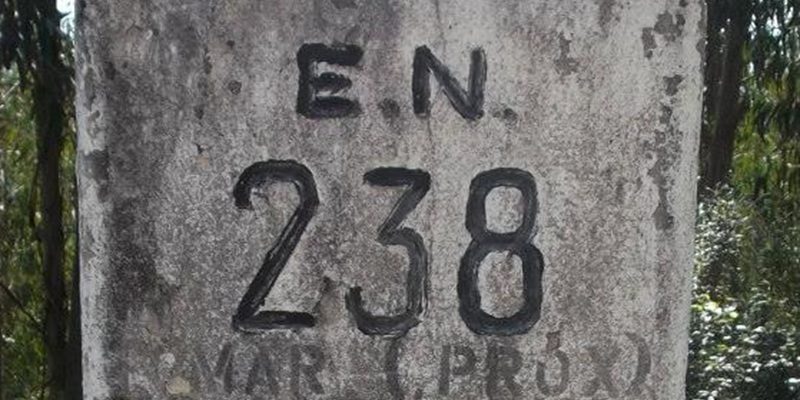 E.N.
238
MAR (PRÓX)